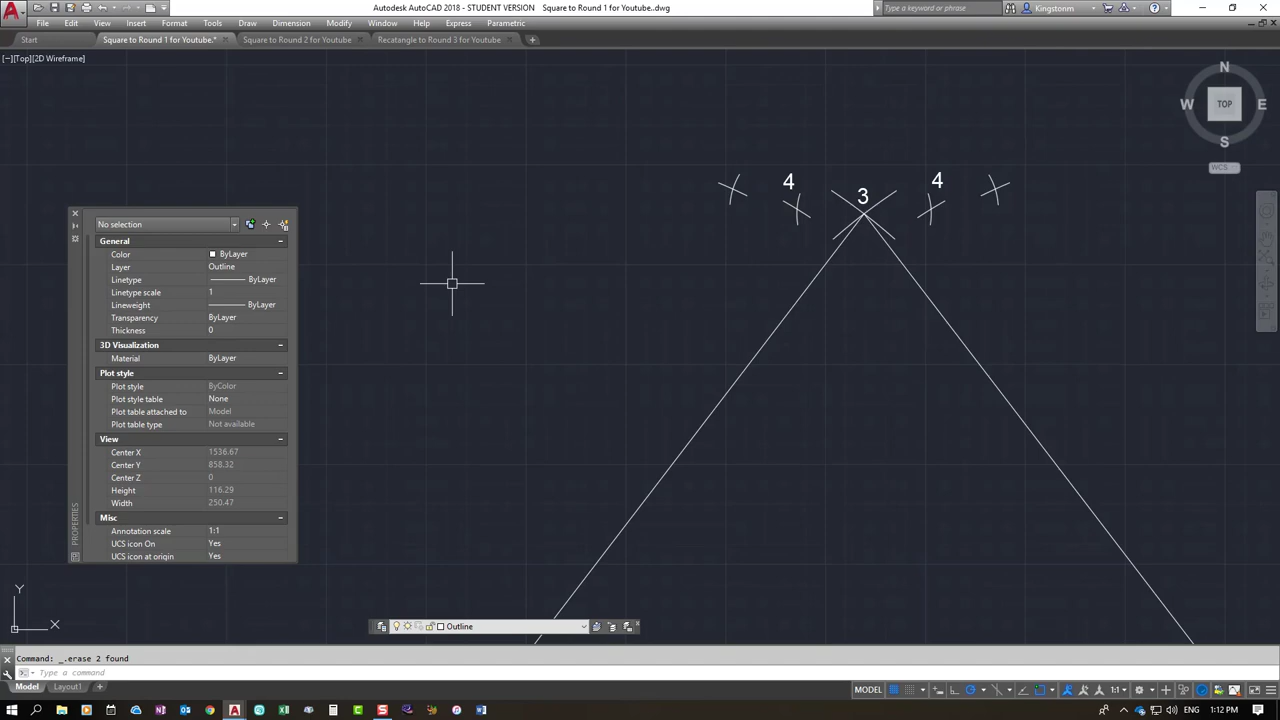 Autodesk AutoCAD 2018 - STUDENT VERSION Square to Round 1 for Youtube..dwg
Type a keyword or phrase
Kingstonm
File Edit View Insert Format Tools Draw Dimension Modify Window Help Express Parametric
Start Square to Round 1 for Youtube.* Square to Round 2 for Youtube Recatangle to Round 3 for Youtube
[−][Top][2D Wireframe]
N
W TOP E
S
WCS
4 3 4
No selection
General
Color ByLayer
Layer Outline
Linetype ByLayer
Linetype scale 1
Lineweight ByLayer
Transparency ByLayer
Thickness 0
3D Visualization
Material ByLayer
Plot style
Plot style ByColor
Plot style table None
Plot table attached to Model
Plot table type Not available
View
Center X 1536.67
Center Y 858.32
Center Z 0
Height 116.29
Width 250.47
Misc
Annotation scale 1:1
UCS icon On Yes
UCS icon at origin Yes
PROPERTIES
Y
X
Outline
Command: _.erase 2 found
Type a command
Model Layout1 +
MODEL 1:1
ENG 1:12 PM